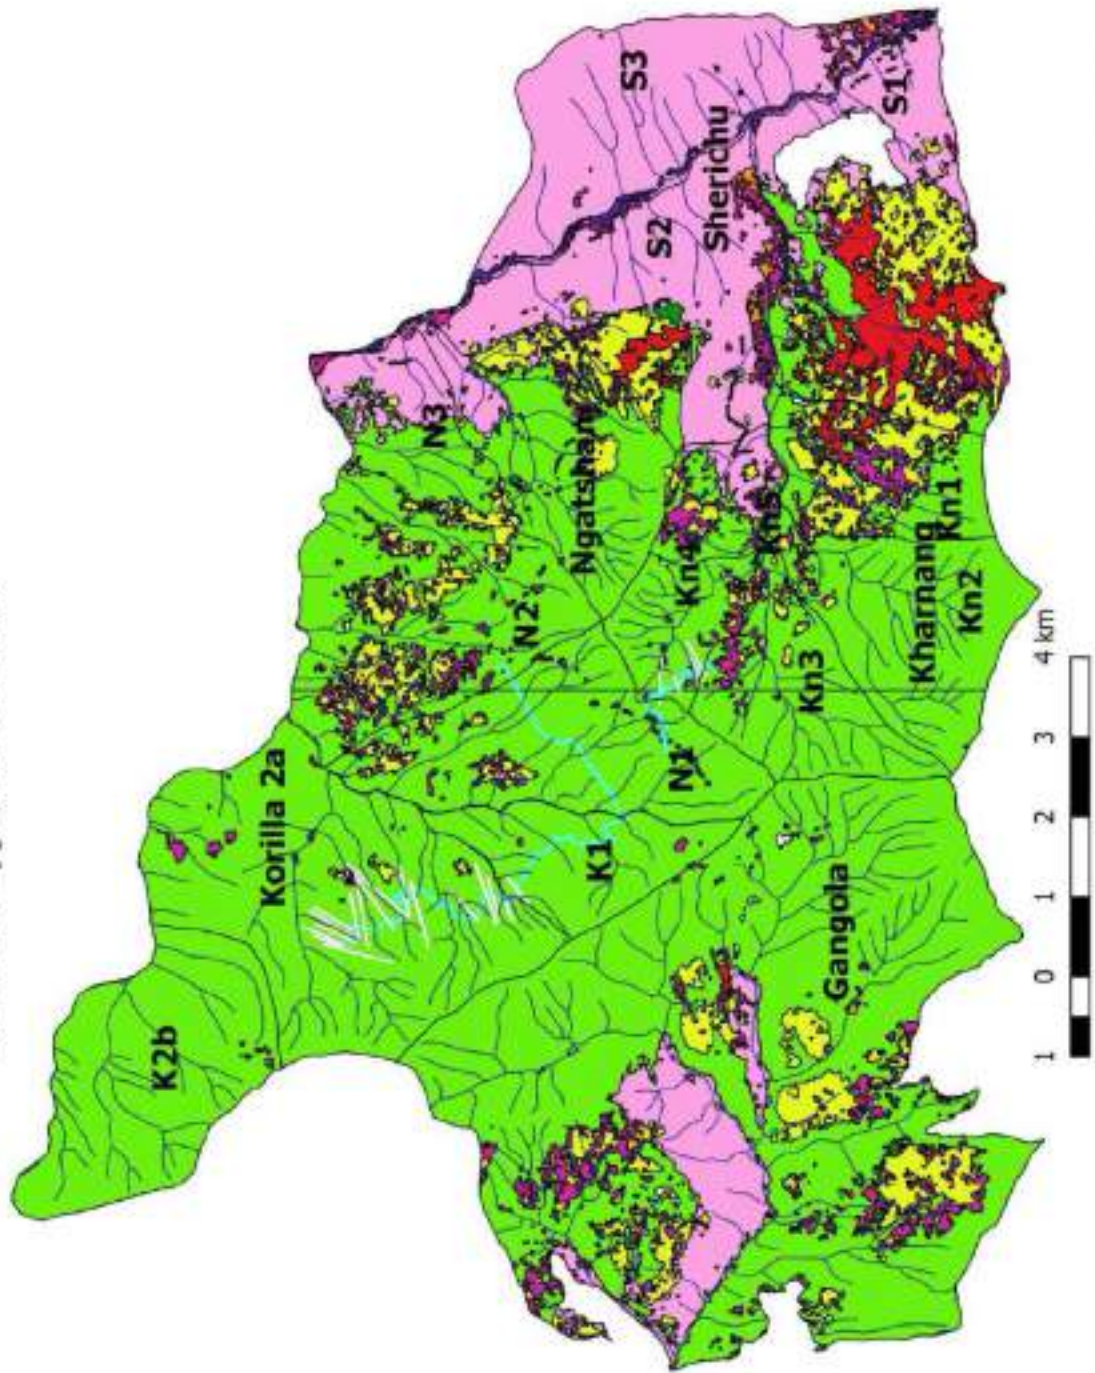 K2b
Korilla 2a
N3
N2
Ngatshang
K1
S3
S2
N1
Kn4
Sherichu
Kn5
Kn3
Gangola
S1
Kharnang
Kn1
Kn2
1 0 1 2 3 4 km